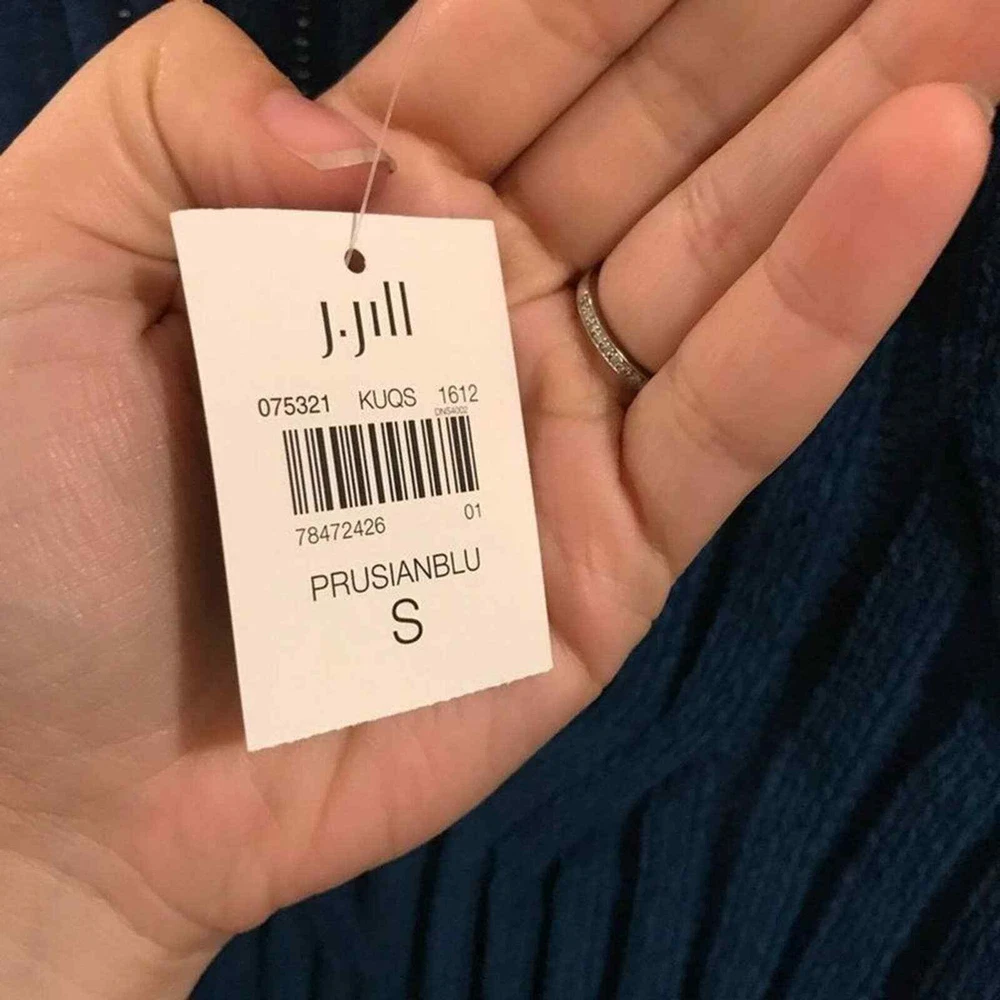 J.Jill
075321 KUQS 1612
DNS4002
78472426 01
PRUSIANBLU
S